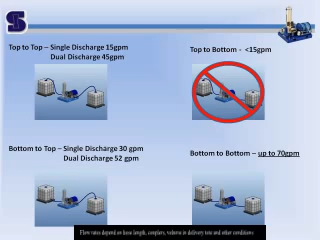 Top to Top – Single Discharge 15gpm
Dual Discharge 45gpm
Top to Bottom - <15gpm
Bottom to Top – Single Discharge 30 gpm
Dual Discharge 52 gpm
Bottom to Bottom – up to 70gpm
Flow rates depend on hose length, couplers, volume in delivery tote and other conditions